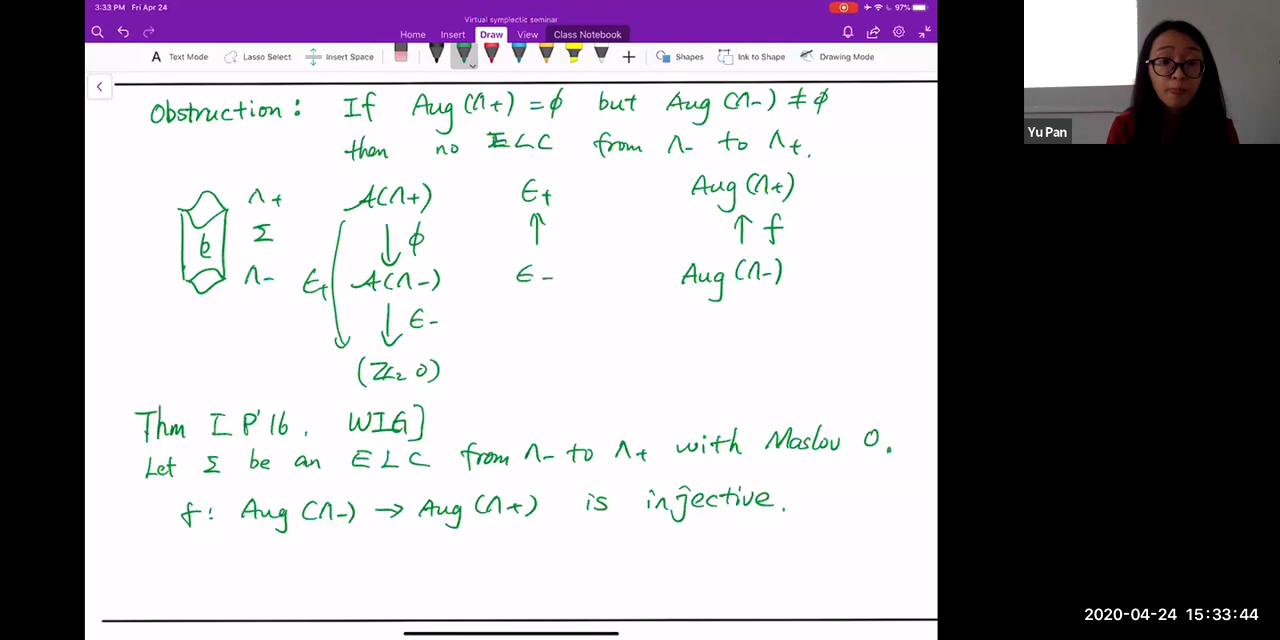 3:33 PM Fri Apr 24
97%
Virtual symplectic seminar
Home Insert Draw View Class Notebook
Text Mode Lasso Select Insert Space Shapes Ink to Shape Drawing Mode
Obstruction: If Aug(Λ+) = ϕ but Aug(Λ-) ≠ ϕ
then no ELC from Λ- to Λ+.
Λ+ A(Λ+) ϵ+ Aug(Λ+)
Σ ↓ϕ ↑ ↑f
Λ- ϵ+ A(Λ-) ϵ- Aug(Λ-)
↓ϵ-
(ℤ₂ 0)
Thm [P'16. WIG]
Let Σ be an ELC from Λ- to Λ+ with Maslov 0.
f: Aug(Λ-) → Aug(Λ+) is injective.
Yu Pan
2020-04-24 15:33:44